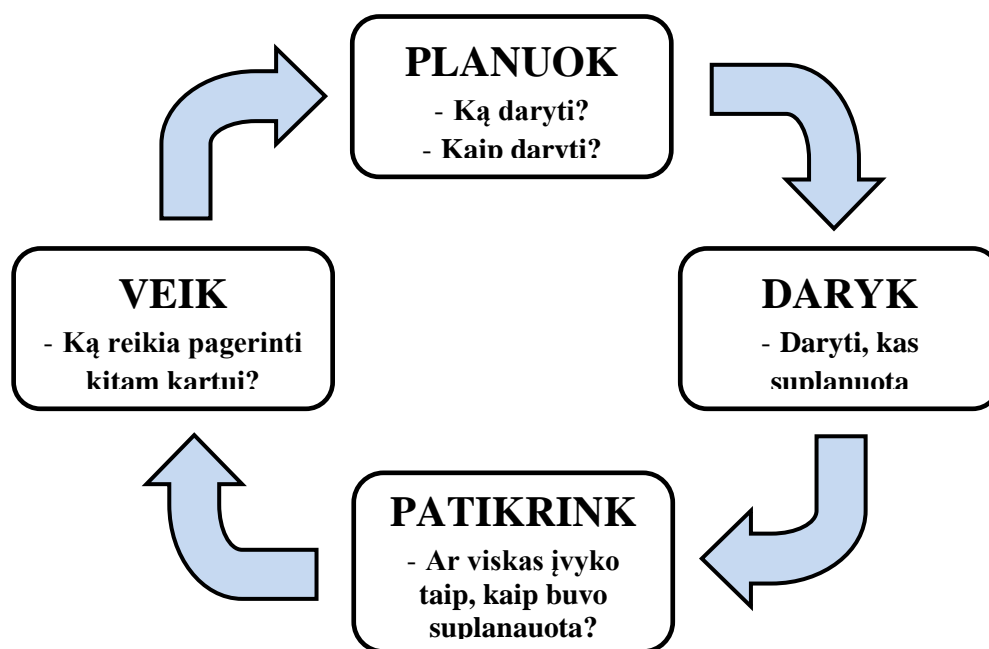 PLANUOK
- Ką daryti?
- Kaip daryti?
DARYK
- Daryti, kas
suplanuota
PATIKRINK
- Ar viskas įvyko
taip, kaip buvo
suplanauota?
VEIK
- Ką reikia pagerinti
kitam kartui?